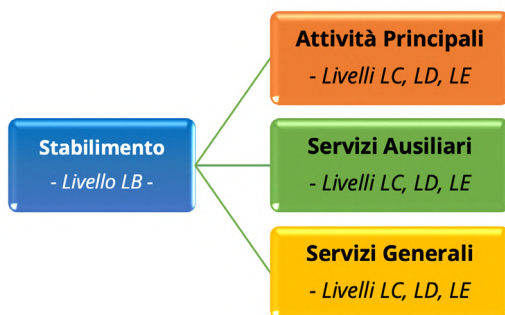 Attività Principali
- Livelli LC, LD, LE
Stabilimento
- Livello LB -
Servizi Ausiliari
- Livelli LC, LD, LE
Servizi Generali
- Livelli LC, LD, LE